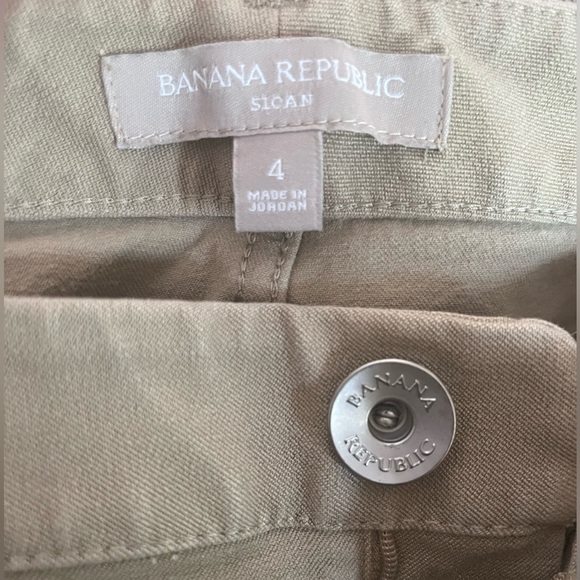 BANANA REPUBLIC
SLOAN
4
MADE IN
JORDAN
BANANA
REPUBLIC